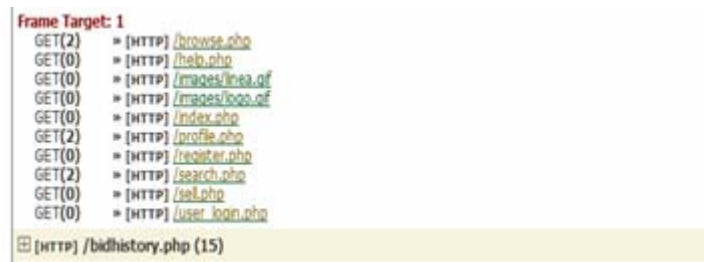 Frame Target: 1
GET(2) » [HTTP] /browse.php
GET(0) » [HTTP] /help.php
GET(0) » [HTTP] /images/linea.gif
GET(0) » [HTTP] /images/logo.gif
GET(0) » [HTTP] /index.php
GET(2) » [HTTP] /profile.php
GET(0) » [HTTP] /register.php
GET(2) » [HTTP] /search.php
GET(0) » [HTTP] /sell.php
GET(0) » [HTTP] /user_login.php
[HTTP] /bidhistory.php (15)